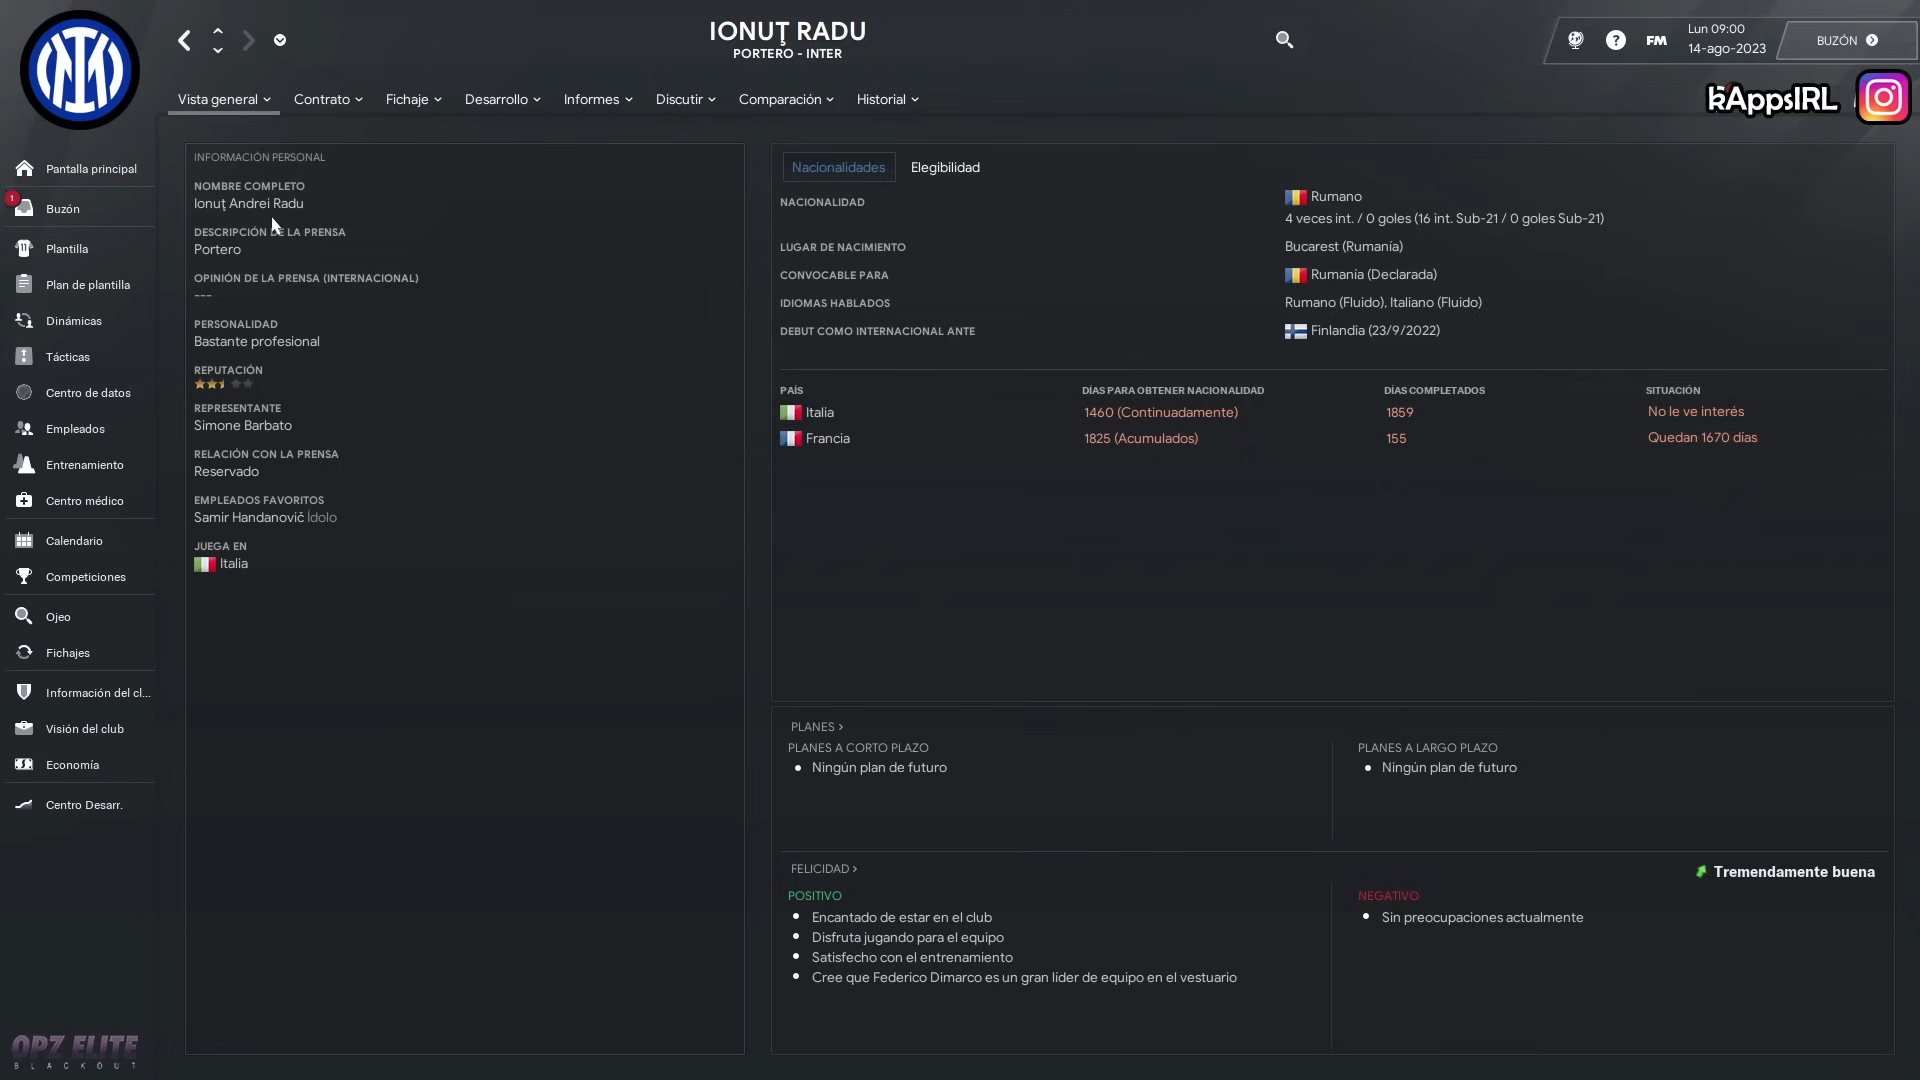 IONUŢ RADU
PORTERO - INTER
Lun 09:00
14-ago-2023
FM
BUZÓN
Vista general
Contrato
Fichaje
Desarrollo
Informes
Discutir
Comparación
Historial
kAppsIRL
Pantalla principal
1
Buzón
Plantilla
Plan de plantilla
Dinámicas
Tácticas
Centro de datos
Empleados
Entrenamiento
Centro médico
Calendario
Competiciones
Ojeo
Fichajes
Información del cl...
Visión del club
Economía
Centro Desarr.
OPZ ELITE
BLACKOUT
INFORMACIÓN PERSONAL
NOMBRE COMPLETO
Ionuţ Andrei Radu
DESCRIPCIÓN DE LA PRENSA
Portero
OPINIÓN DE LA PRENSA (INTERNACIONAL)
---
PERSONALIDAD
Bastante profesional
REPUTACIÓN
REPRESENTANTE
Simone Barbato
RELACIÓN CON LA PRENSA
Reservado
EMPLEADOS FAVORITOS
Samir Handanovič Ídolo
JUEGA EN
Italia
Nacionalidades Elegibilidad
NACIONALIDAD Rumano
4 veces int. / 0 goles (16 int. Sub-21 / 0 goles Sub-21)
LUGAR DE NACIMIENTO Bucarest (Rumanía)
CONVOCABLE PARA Rumanía (Declarada)
IDIOMAS HABLADOS Rumano (Fluido), Italiano (Fluido)
DEBUT COMO INTERNACIONAL ANTE Finlandia (23/9/2022)
PAÍS DÍAS PARA OBTENER NACIONALIDAD DÍAS COMPLETADOS SITUACIÓN
Italia 1460 (Continuadamente) 1859 No le ve interés
Francia 1825 (Acumulados) 155 Quedan 1670 días
PLANES >
PLANES A CORTO PLAZO
Ningún plan de futuro
PLANES A LARGO PLAZO
Ningún plan de futuro
FELICIDAD >
Tremendamente buena
POSITIVO
Encantado de estar en el club
Disfruta jugando para el equipo
Satisfecho con el entrenamiento
Cree que Federico Dimarco es un gran líder de equipo en el vestuario
NEGATIVO
Sin preocupaciones actualmente